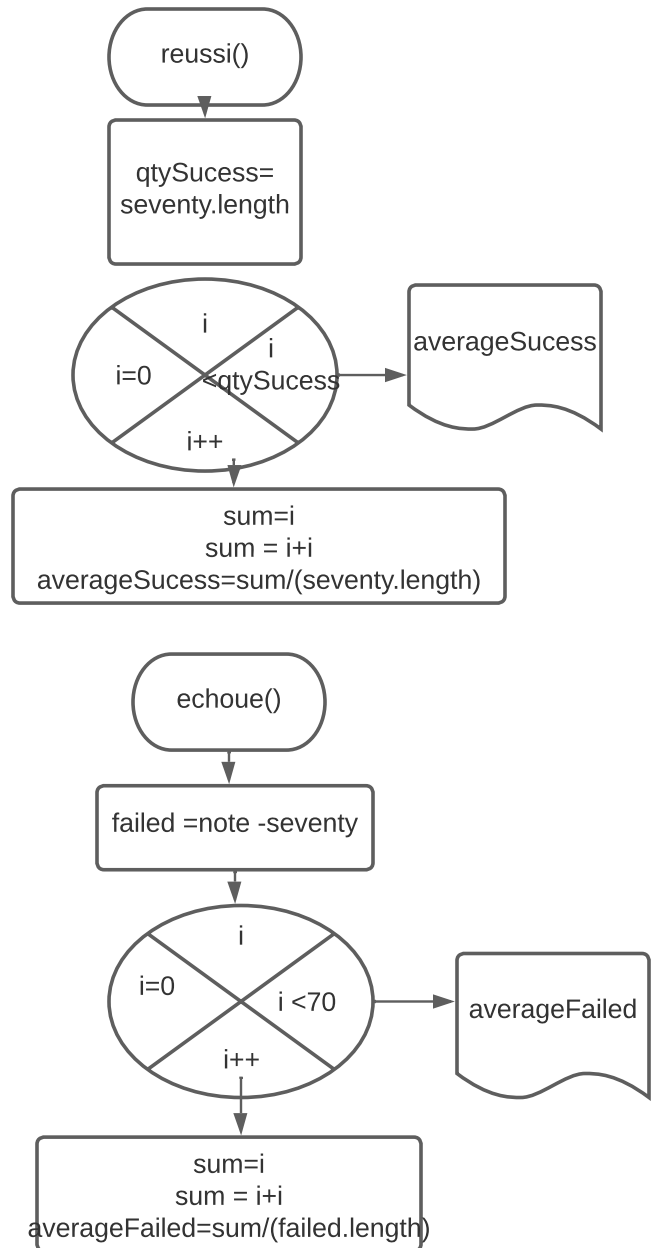 reussi()
qtySucess=
seventy.length
i
i=0
i
<qtySucess
i++
averageSucess
sum=i
sum = i+i
averageSucess=sum/(seventy.length)
echoue()
failed =note -seventy
i
i=0
i <70
i++
averageFailed
sum=i
sum = i+i
averageFailed=sum/(failed.length)